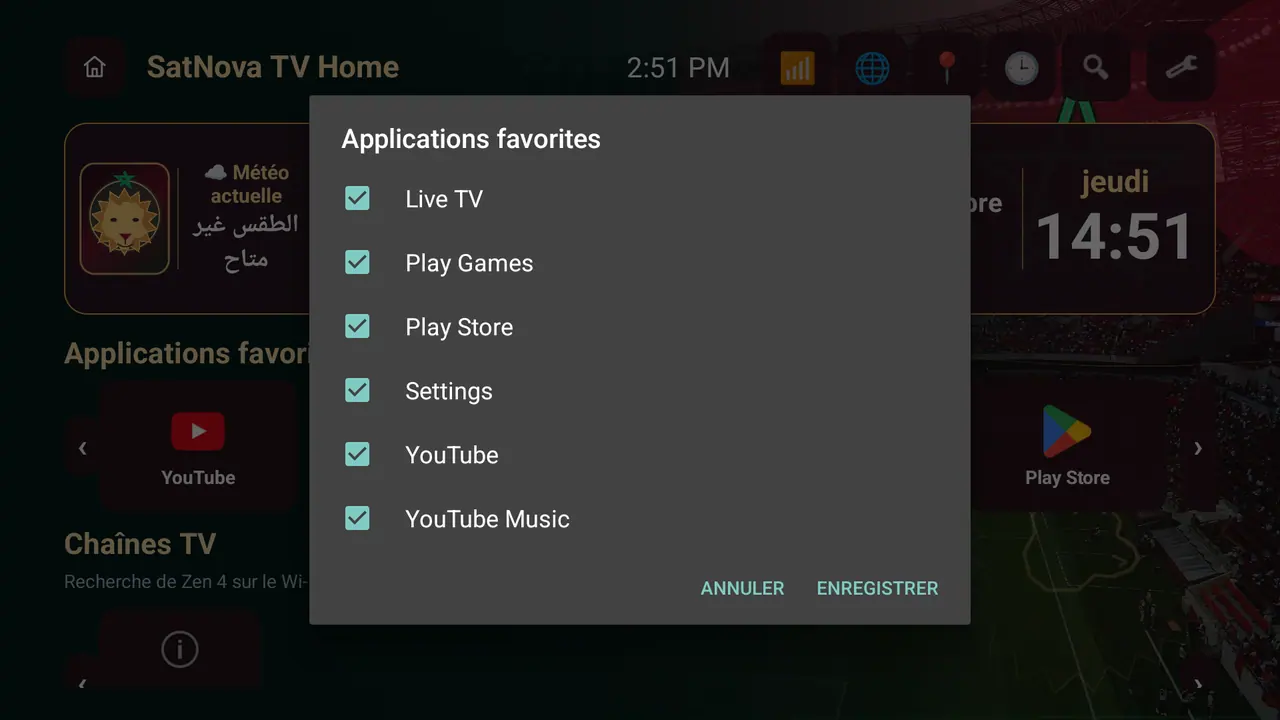 SatNova TV Home
2:51 PM
Applications favorites
Live TV
Play Games
Play Store
Settings
YouTube
YouTube Music
ANNULER
ENREGISTRER
☁️ Météo
actuelle
الطقس غير
متاح
jeudi
14:51
Applications
YouTube
Play Store
Chaînes TV
Recherche de Zen 4 sur le